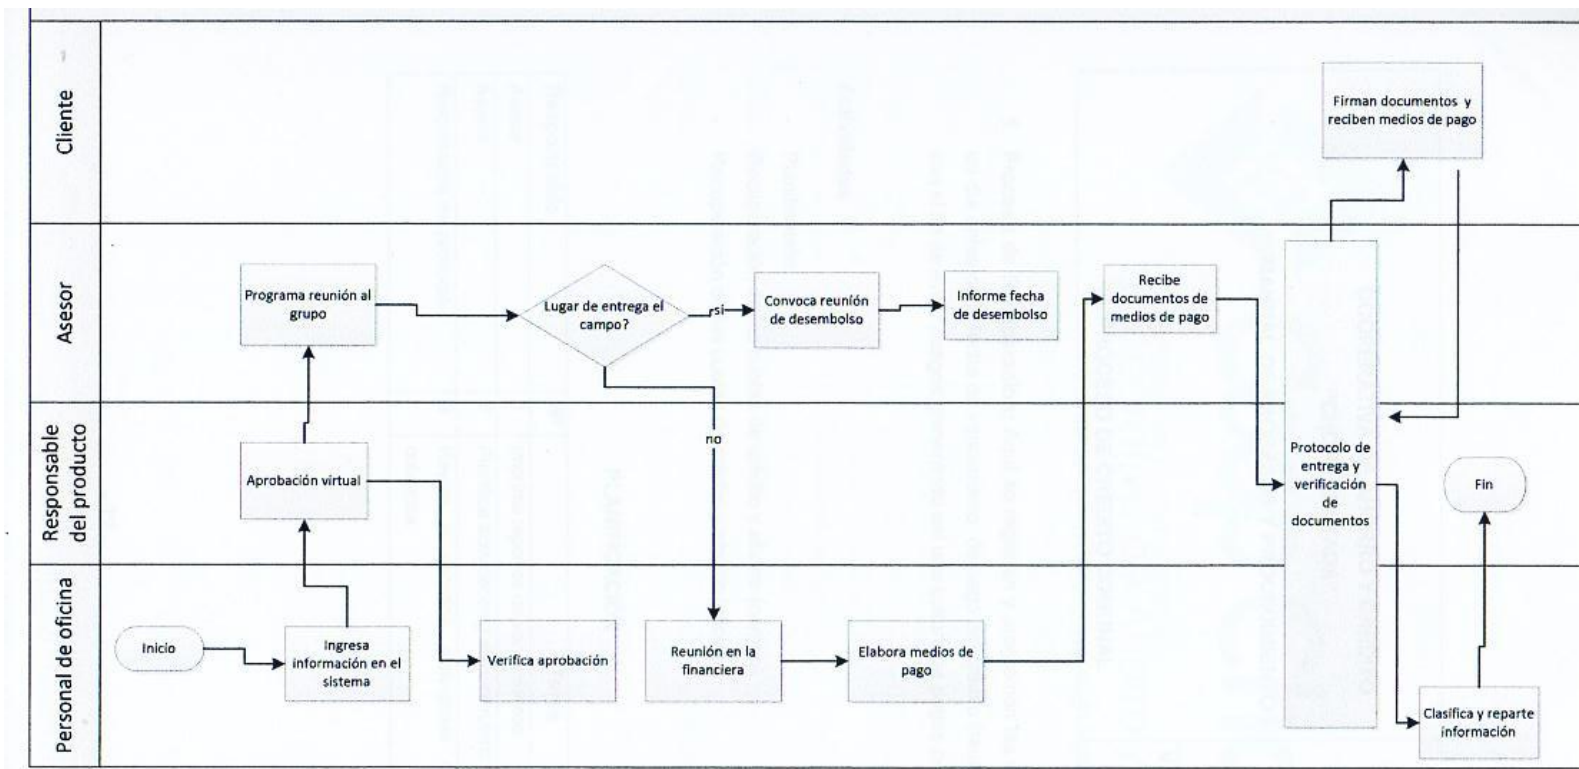 Cliente
Firman documentos y
reciben medios de pago
Asesor
Programa reunión al
grupo
Lugar de entrega el
campo?
si
Convoca reunión
de desembolso
Informe fecha
de desembolso
Recibe
documentos de
medios de pago
Responsable
del producto
Aprobación virtual
no
Protocolo de
entrega y
verificación
de
documentos
Fin
Personal de oficina
Inicio
Ingresa
información en el
sistema
Verifica aprobación
Reunión en la
financiera
Elabora medios de
pago
Clasifica y reparte
información